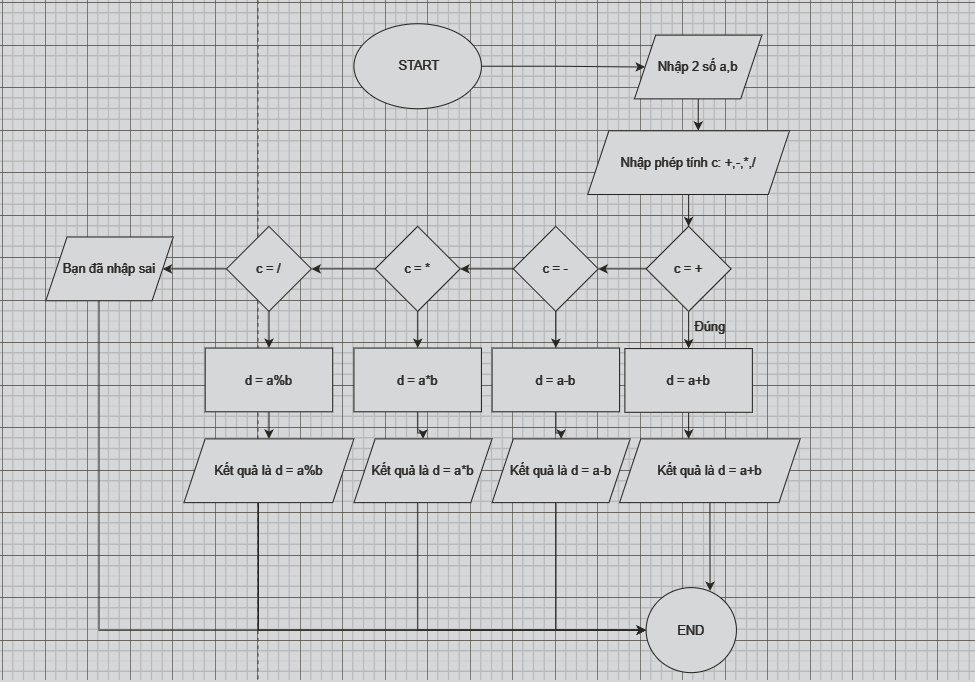 START
Nhập 2 số a,b
Nhập phép tính c: +,-,*,/
Bạn đã nhập sai
c = /
c = *
c = -
c = +
Đúng
d = a%b
d = a*b
d = a-b
d = a+b
Kết quả là d = a%b
Kết quả là d = a*b
Kết quả là d = a-b
Kết quả là d = a+b
END